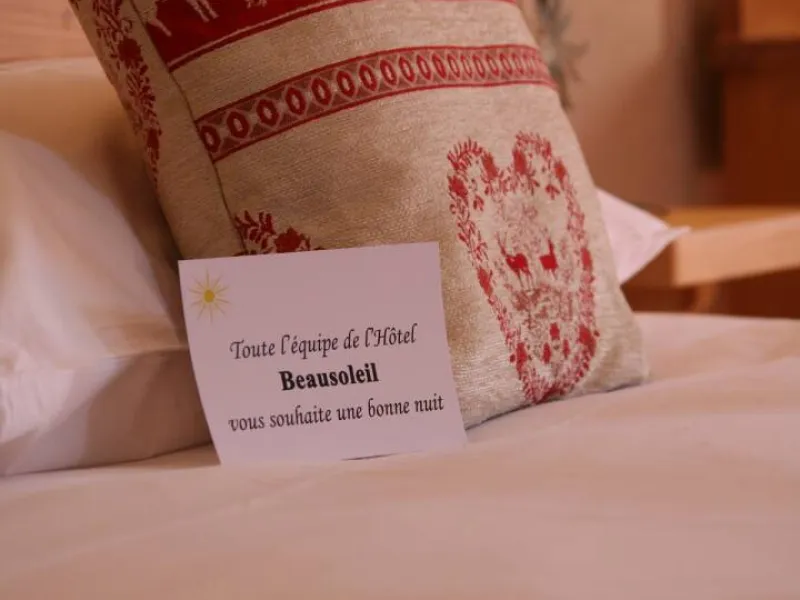 Toute l'équipe de l'Hôtel
Beausoleil
vous souhaite une bonne nuit